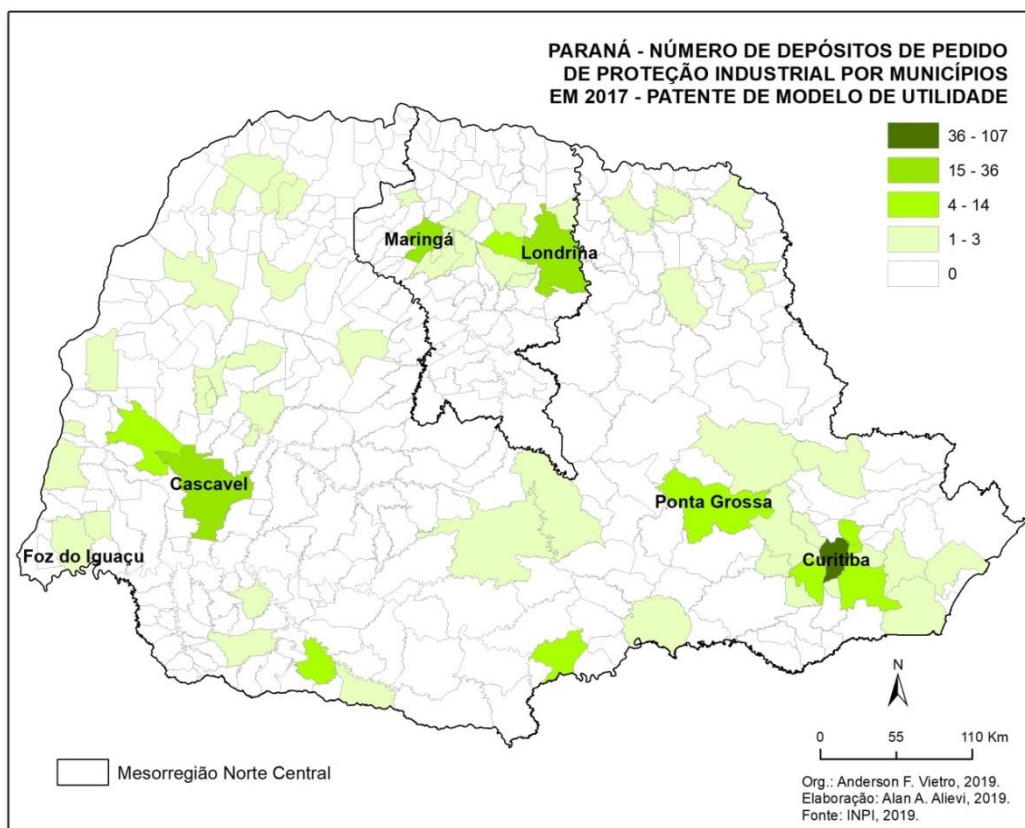 PARANÁ - NÚMERO DE DEPÓSITOS DE PEDIDO
DE PROTEÇÃO INDUSTRIAL POR MUNICÍPIOS
EM 2017 - PATENTE DE MODELO DE UTILIDADE
36 - 107
15 - 36
4 - 14
1 - 3
0
Maringá
Londrina
Cascavel
Ponta Grossa
Foz do Iguaçu
Curitiba
N
0 55 110 Km
Mesorregião Norte Central
Org.: Anderson F. Vietro, 2019.
Elaboração: Alan A. Alievi, 2019.
Fonte: INPI, 2019.